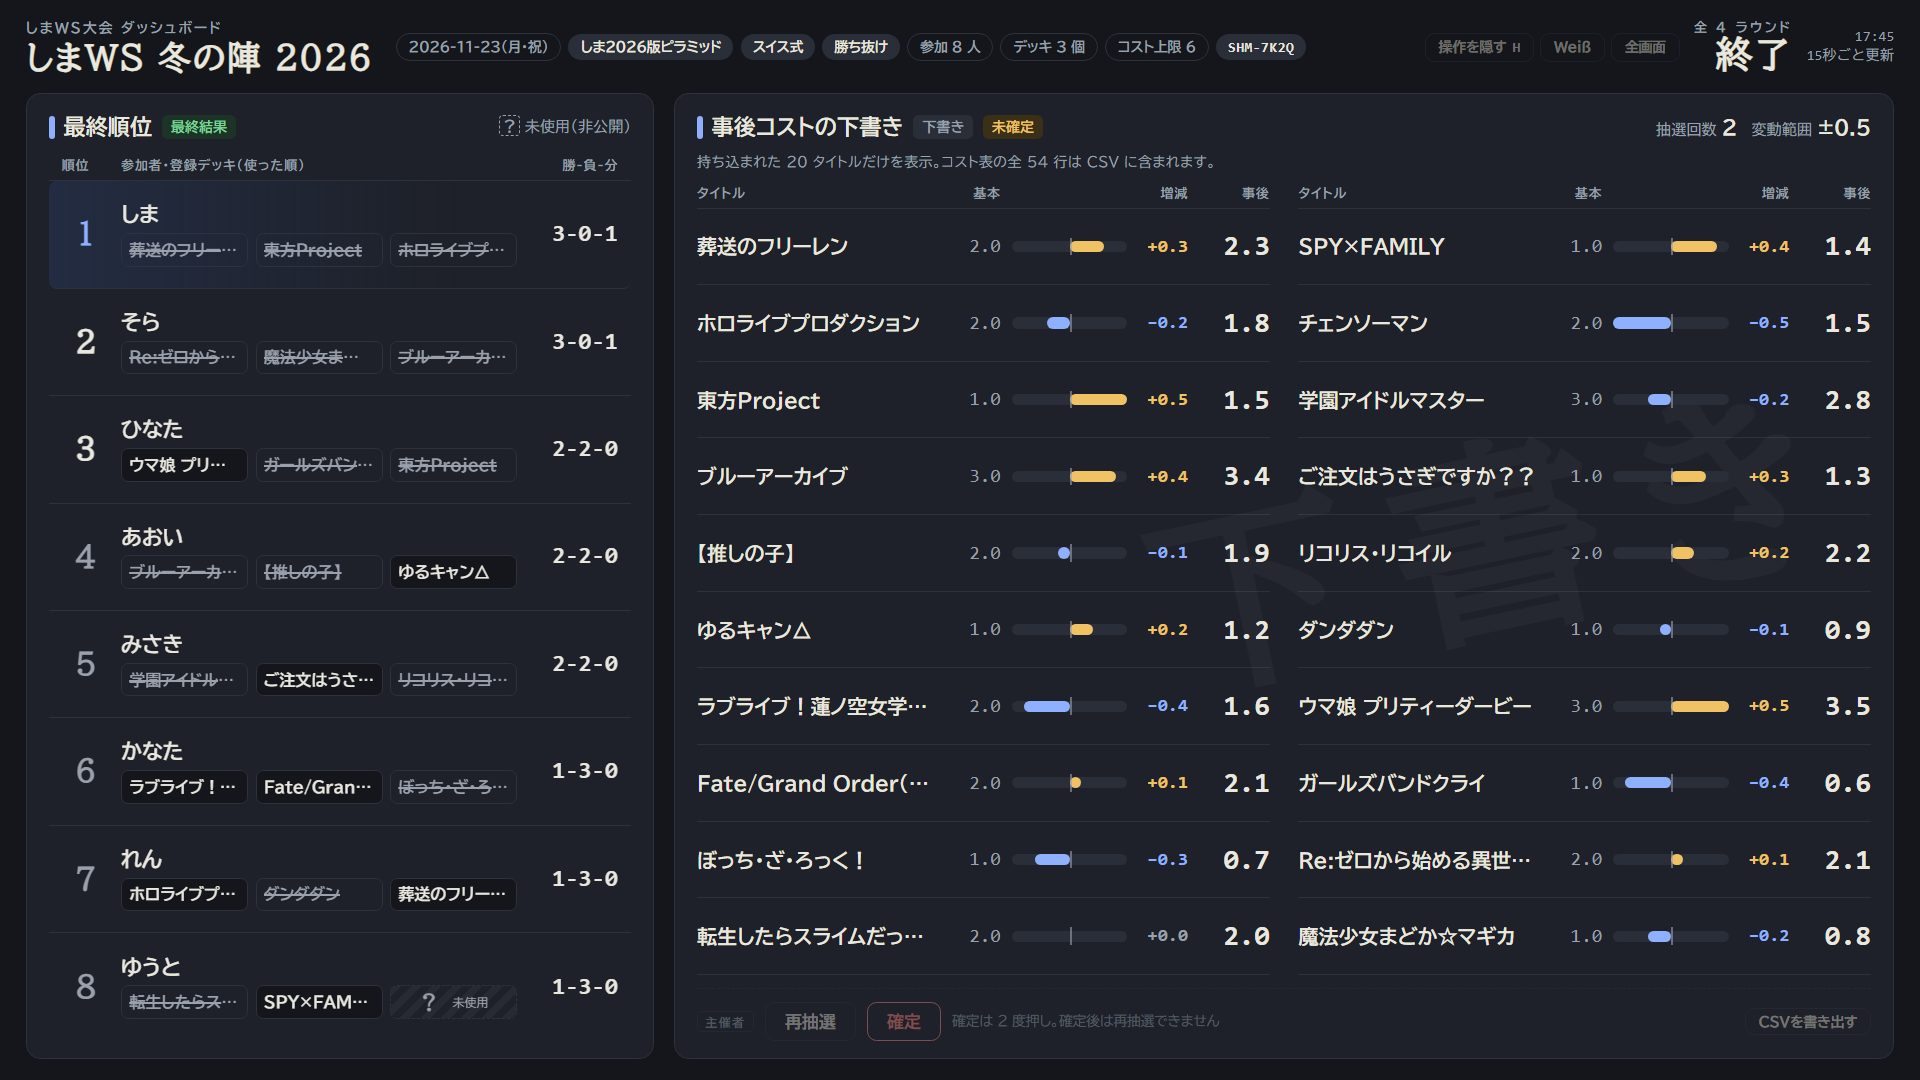 しまWS大会 ダッシュボード
しまWS 冬の陣 2026
2026-11-23(月・祝) しま2026版ピラミッド スイス式 勝ち抜け 参加 8 人 デッキ 3 個 コスト上限 6 SHM-7K2Q
操作を隠す H Weiß 全画面
全 4 ラウンド
終了
17:45
15秒ごと更新
最終順位 最終結果 ? 未使用(非公開)
順位 参加者・登録デッキ(使った順) 勝-負-分
1 しま 3-0-1
葬送のフリー… 東方Project ホロライブプ…
2 そら 3-0-1
Re:ゼロから… 魔法少女ま… ブルーアーカ…
3 ひなた 2-2-0
ウマ娘 プリ… ガールズバン… 東方Project
4 あおい 2-2-0
ブルーアーカ… 【推しの子】 ゆるキャン△
5 みさき 2-2-0
学園アイドル… ご注文はうさ… リコリス・リコ…
6 かなた 1-3-0
ラブライブ！… Fate/Gran… ぼっち・ざ・ろ…
7 れん 1-3-0
ホロライブプ… ダンダダン 葬送のフリー…
8 ゆうと 1-3-0
転生したらス… SPY×FAM… ? 未使用
事後コストの下書き 下書き 未確定 抽選回数 2 変動範囲 ±0.5
持ち込まれた 20 タイトルだけを表示。コスト表の全 54 行は CSV に含まれます。
タイトル 基本 増減 事後 タイトル 基本 増減 事後
葬送のフリーレン 2.0 +0.3 2.3 SPY×FAMILY 1.0 +0.4 1.4
ホロライブプロダクション 2.0 -0.2 1.8 チェンソーマン 2.0 -0.5 1.5
東方Project 1.0 +0.5 1.5 学園アイドルマスター 3.0 -0.2 2.8
ブルーアーカイブ 3.0 +0.4 3.4 ご注文はうさぎですか？？ 1.0 +0.3 1.3
【推しの子】 2.0 -0.1 1.9 リコリス・リコイル 2.0 +0.2 2.2
ゆるキャン△ 1.0 +0.2 1.2 ダンダダン 1.0 -0.1 0.9
ラブライブ！蓮ノ空女学… 2.0 -0.4 1.6 ウマ娘 プリティーダービー 3.0 +0.5 3.5
Fate/Grand Order(… 2.0 +0.1 2.1 ガールズバンドクライ 1.0 -0.4 0.6
ぼっち・ざ・ろっく！ 1.0 -0.3 0.7 Re:ゼロから始める異世… 2.0 +0.1 2.1
転生したらスライムだっ… 2.0 +0.0 2.0 魔法少女まどか☆マギカ 1.0 -0.2 0.8
下書き
主催者 再抽選 確定 確定は 2 度押し。確定後は再抽選できません CSVを書き出す